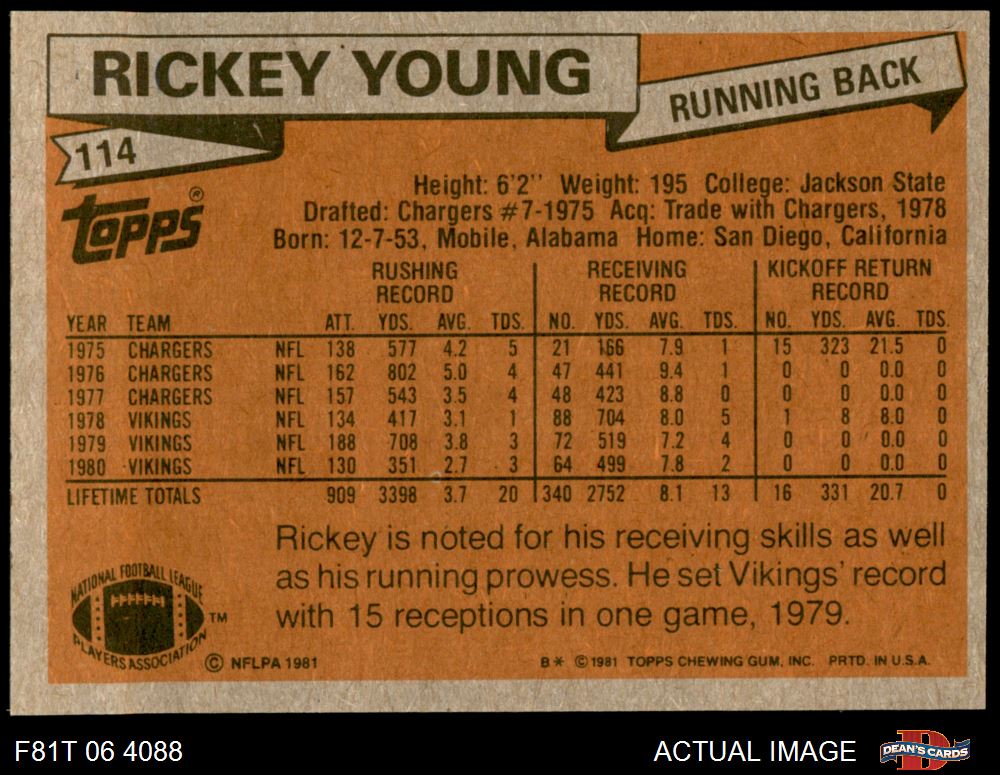 RICKEY YOUNG
RUNNING BACK
114
TOPPS ®
Height: 6'2'' Weight: 195 College: Jackson State
Drafted: Chargers #7-1975 Acq: Trade with Chargers, 1978
Born: 12-7-53, Mobile, Alabama Home: San Diego, California
RUSHING RECORD RECEIVING RECORD KICKOFF RETURN RECORD
YEAR TEAM ATT. YDS. AVG. TDS. NO. YDS. AVG. TDS. NO. YDS. AVG. TDS.
1975 CHARGERS NFL 138 577 4.2 5 21 166 7.9 1 15 323 21.5 0
1976 CHARGERS NFL 162 802 5.0 4 47 441 9.4 1 0 0 0.0 0
1977 CHARGERS NFL 157 543 3.5 4 48 423 8.8 0 0 0 0.0 0
1978 VIKINGS NFL 134 417 3.1 1 88 704 8.0 5 1 8 8.0 0
1979 VIKINGS NFL 188 708 3.8 3 72 519 7.2 4 0 0 0.0 0
1980 VIKINGS NFL 130 351 2.7 3 64 499 7.8 2 0 0 0.0 0
LIFETIME TOTALS 909 3398 3.7 20 340 2752 8.1 13 16 331 20.7 0
Rickey is noted for his receiving skills as well
as his running prowess. He set Vikings' record
with 15 receptions in one game, 1979.
NATIONAL FOOTBALL LEAGUE
PLAYERS ASSOCIATION
TM
© NFLPA 1981
B* © 1981 TOPPS CHEWING GUM, INC. PRTD. IN U.S.A.
F81T 06 4088
ACTUAL IMAGE
D
DEAN'S CARDS